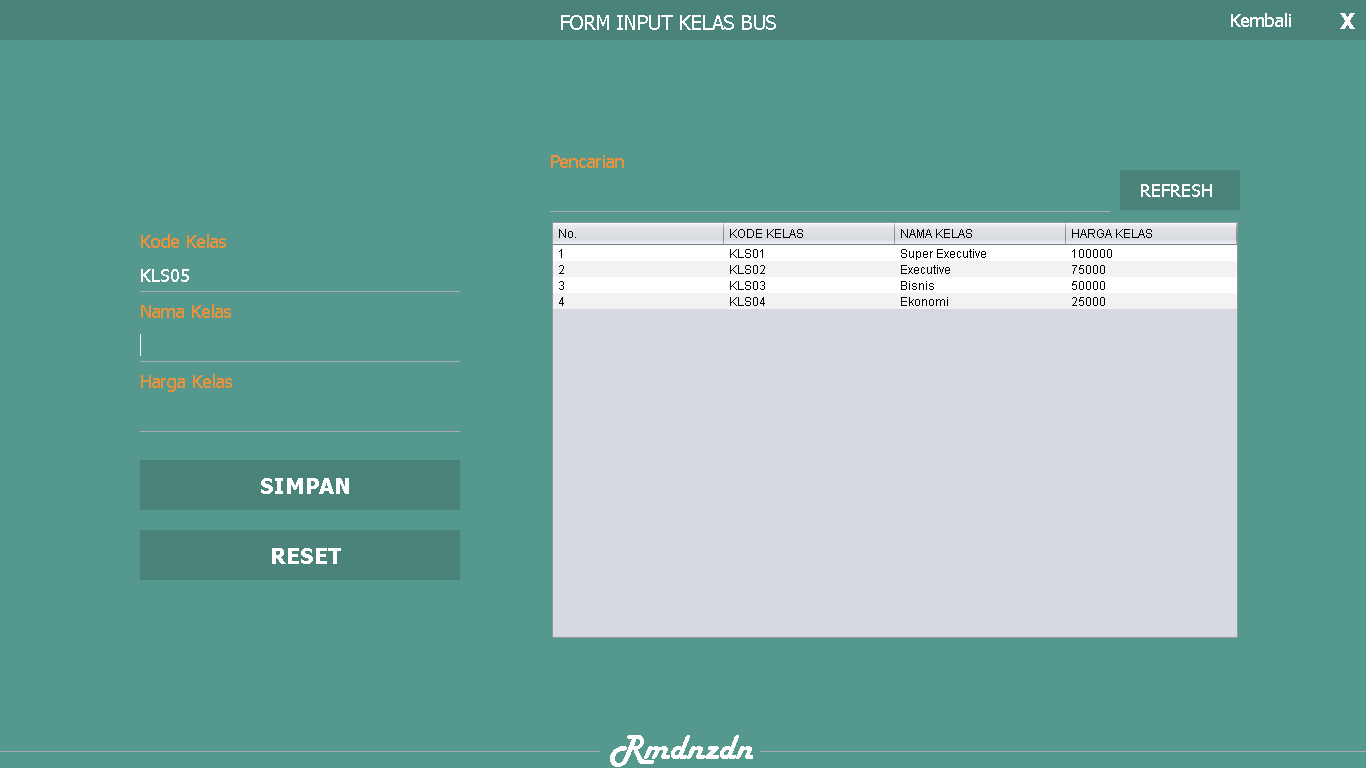 FORM INPUT KELAS BUS
Kembali
X
Kode Kelas
KLS05
Nama Kelas
Harga Kelas
SIMPAN
RESET
Pencarian
REFRESH
No. KODE KELAS NAMA KELAS HARGA KELAS
1 KLS01 Super Executive 100000
2 KLS02 Executive 75000
3 KLS03 Bisnis 50000
4 KLS04 Ekonomi 25000
Rmdnzdn